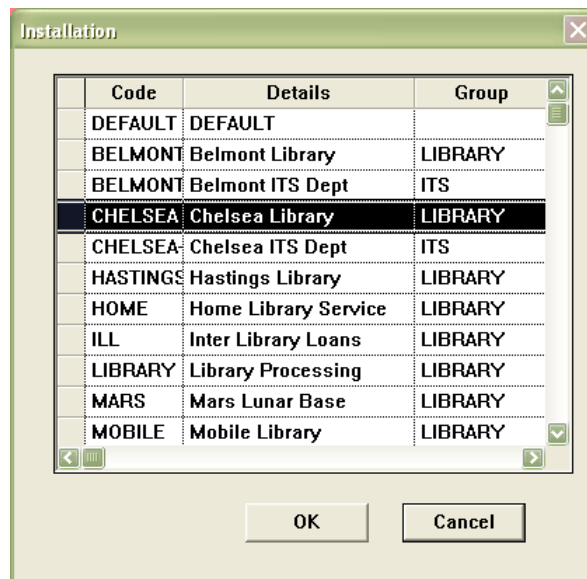 Installation
Code Details Group
DEFAULT DEFAULT
BELMONT Belmont Library LIBRARY
BELMONT Belmont ITS Dept ITS
CHELSEA Chelsea Library LIBRARY
CHELSEA- Chelsea ITS Dept ITS
HASTINGS Hastings Library LIBRARY
HOME Home Library Service LIBRARY
ILL Inter Library Loans LIBRARY
LIBRARY Library Processing LIBRARY
MARS Mars Lunar Base LIBRARY
MOBILE Mobile Library LIBRARY
OK Cancel